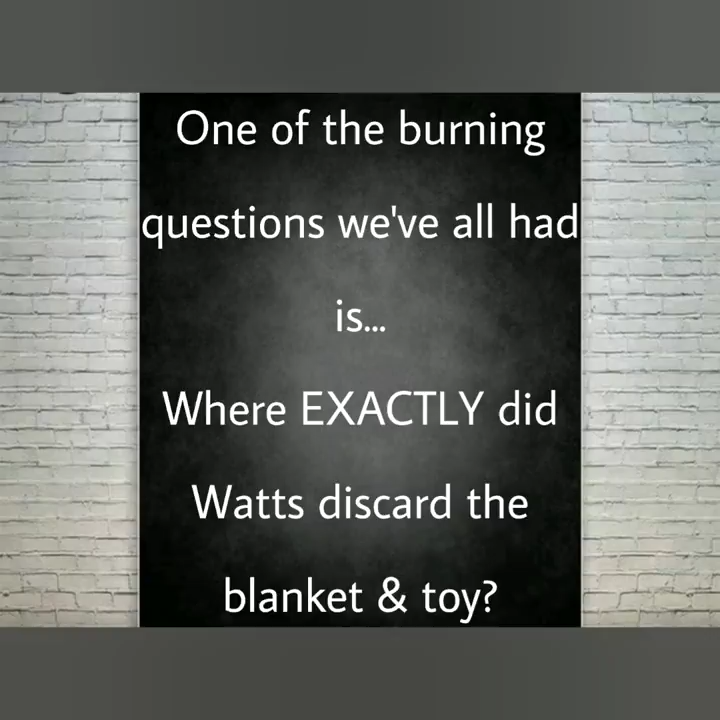 One of the burning
questions we've all had
is...
Where EXACTLY did
Watts discard the
blanket & toy?